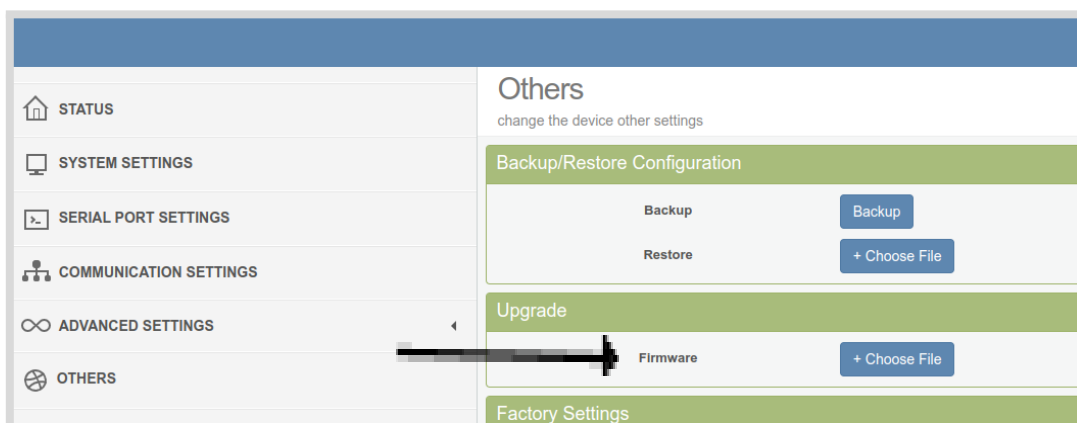 STATUS
SYSTEM SETTINGS
SERIAL PORT SETTINGS
COMMUNICATION SETTINGS
ADVANCED SETTINGS
OTHERS
Others
change the device other settings
Backup/Restore Configuration
Backup Backup
Restore + Choose File
Upgrade
Firmware + Choose File
Factory Settings